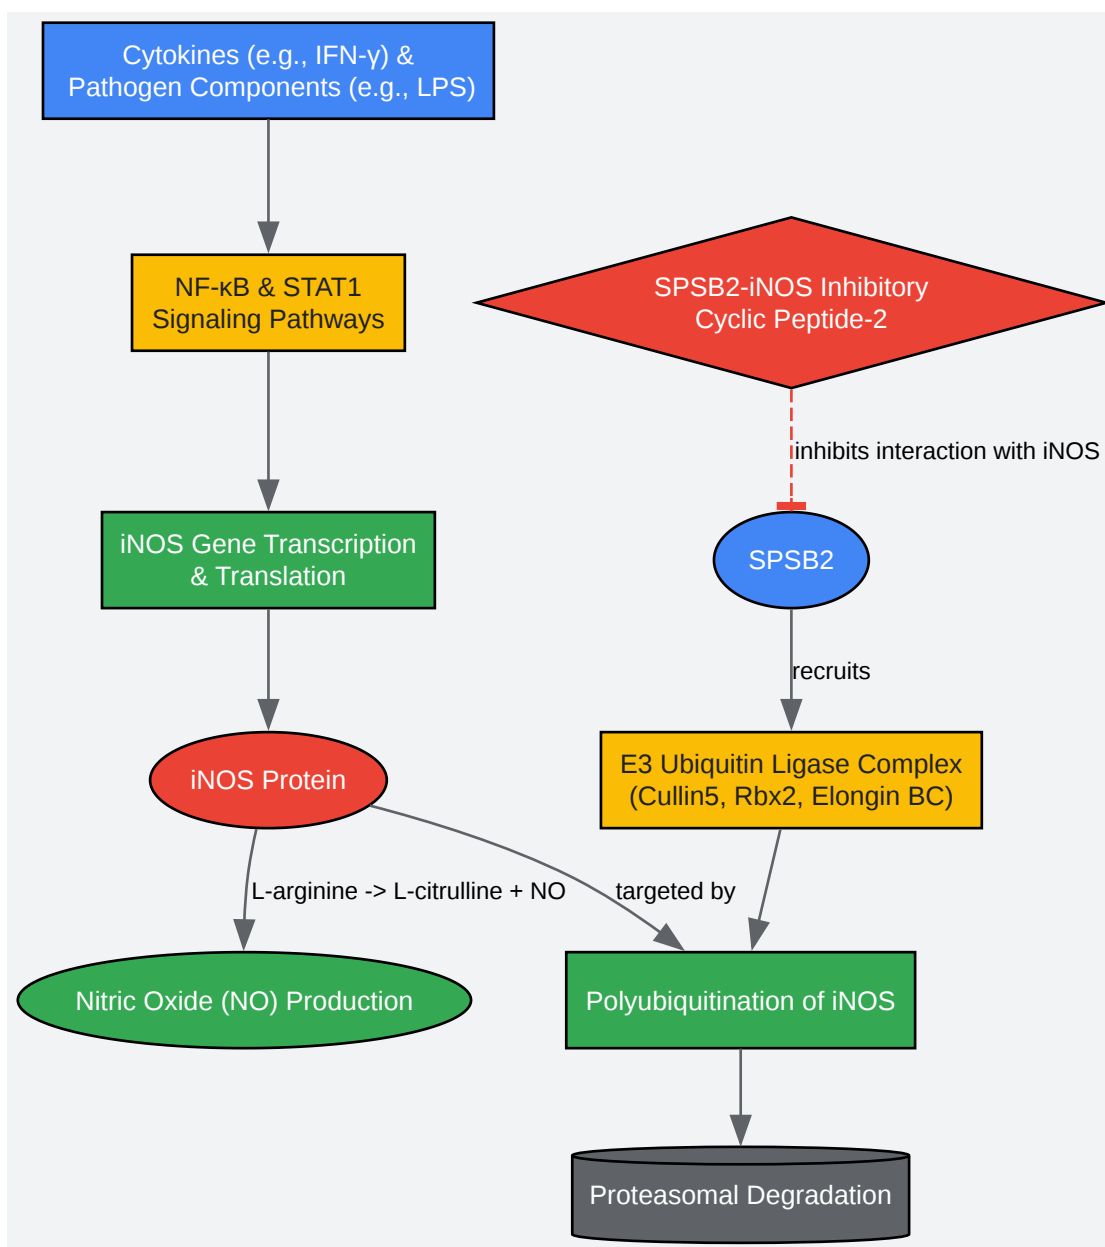 Cytokines (e.g., IFN-γ) &
Pathogen Components (e.g., LPS)
NF-κB & STAT1
Signaling Pathways
SPSB2-iNOS Inhibitory
Cyclic Peptide-2
inhibits interaction with iNOS
iNOS Gene Transcription
& Translation
SPSB2
recruits
iNOS Protein
E3 Ubiquitin Ligase Complex
(Cullin5, Rbx2, Elongin BC)
L-arginine -> L-citrulline + NO
targeted by
Nitric Oxide (NO) Production
Polyubiquitination of iNOS
Proteasomal Degradation